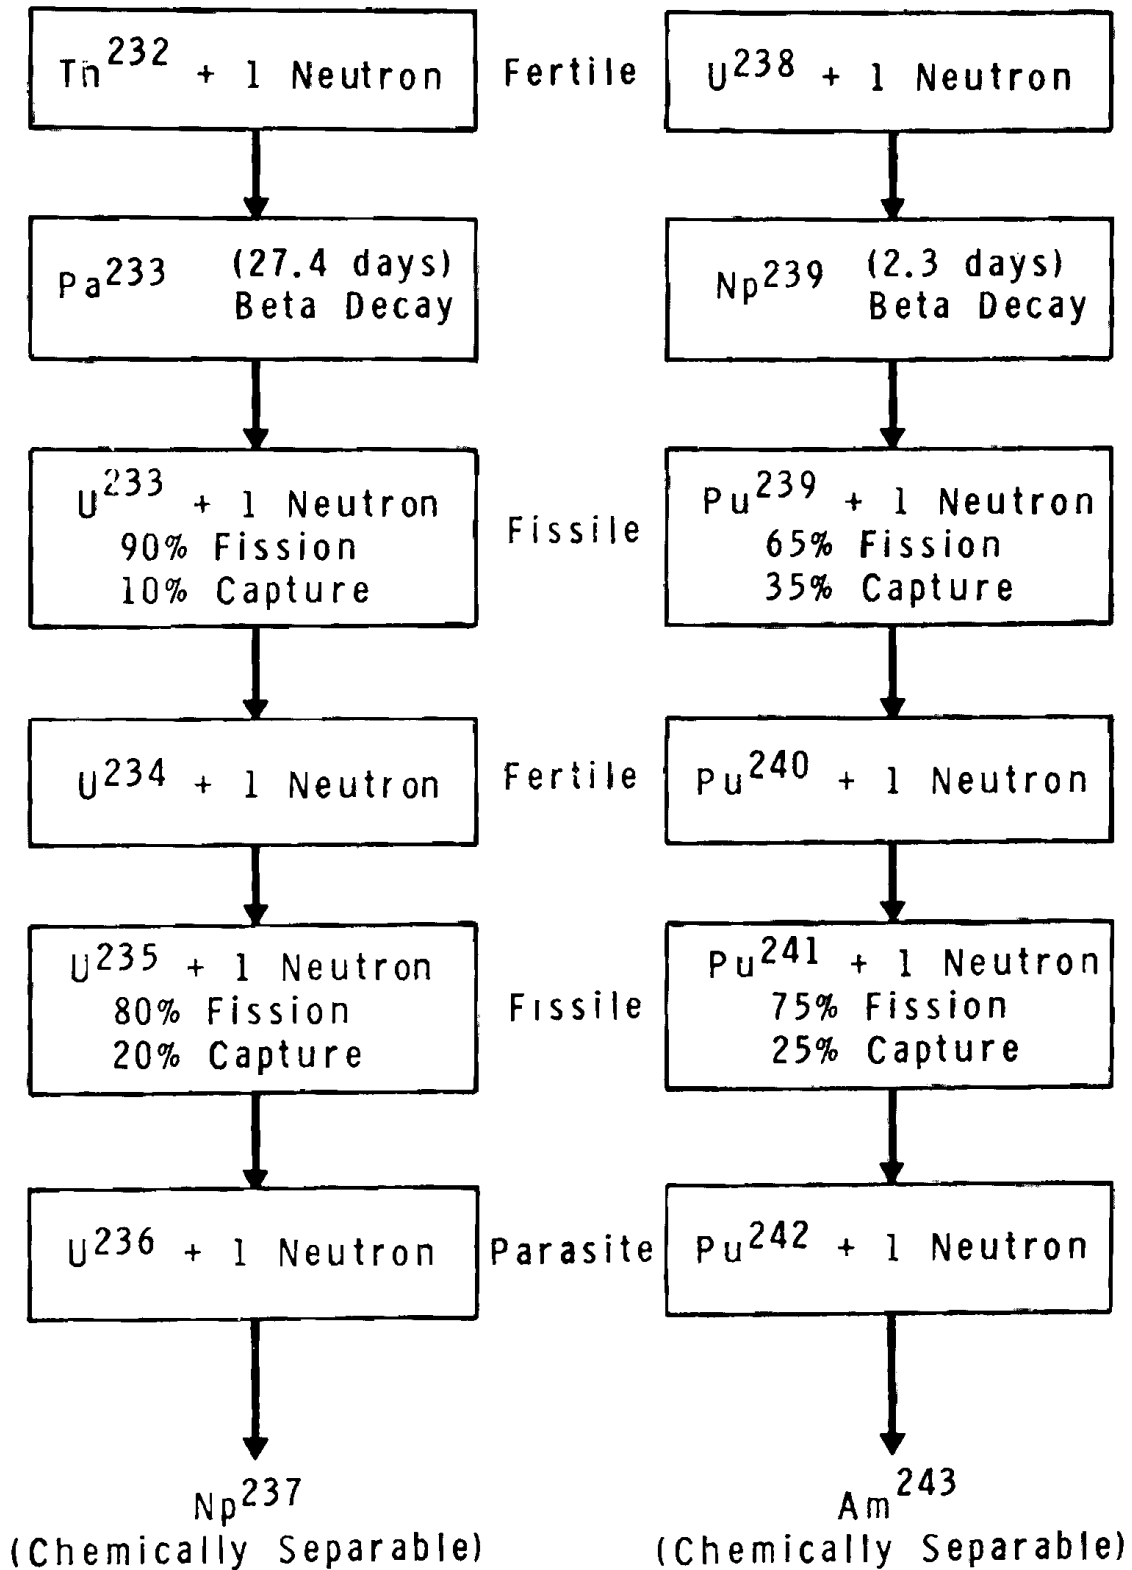 Th²³² + 1 Neutron
Fertile
U²³⁸ + 1 Neutron
Pa²³³ (27.4 days)
Beta Decay
Np²³⁹ (2.3 days)
Beta Decay
U²³³ + 1 Neutron
90% Fission
10% Capture
Fissile
Pu²³⁹ + 1 Neutron
65% Fission
35% Capture
U²³⁴ + 1 Neutron
Fertile
Pu²⁴⁰ + 1 Neutron
U²³⁵ + 1 Neutron
80% Fission
20% Capture
Fissile
Pu²⁴¹ + 1 Neutron
75% Fission
25% Capture
U²³⁶ + 1 Neutron
Parasite
Pu²⁴² + 1 Neutron
Np²³⁷
(Chemically Separable)
Am²⁴³
(Chemically Separable)